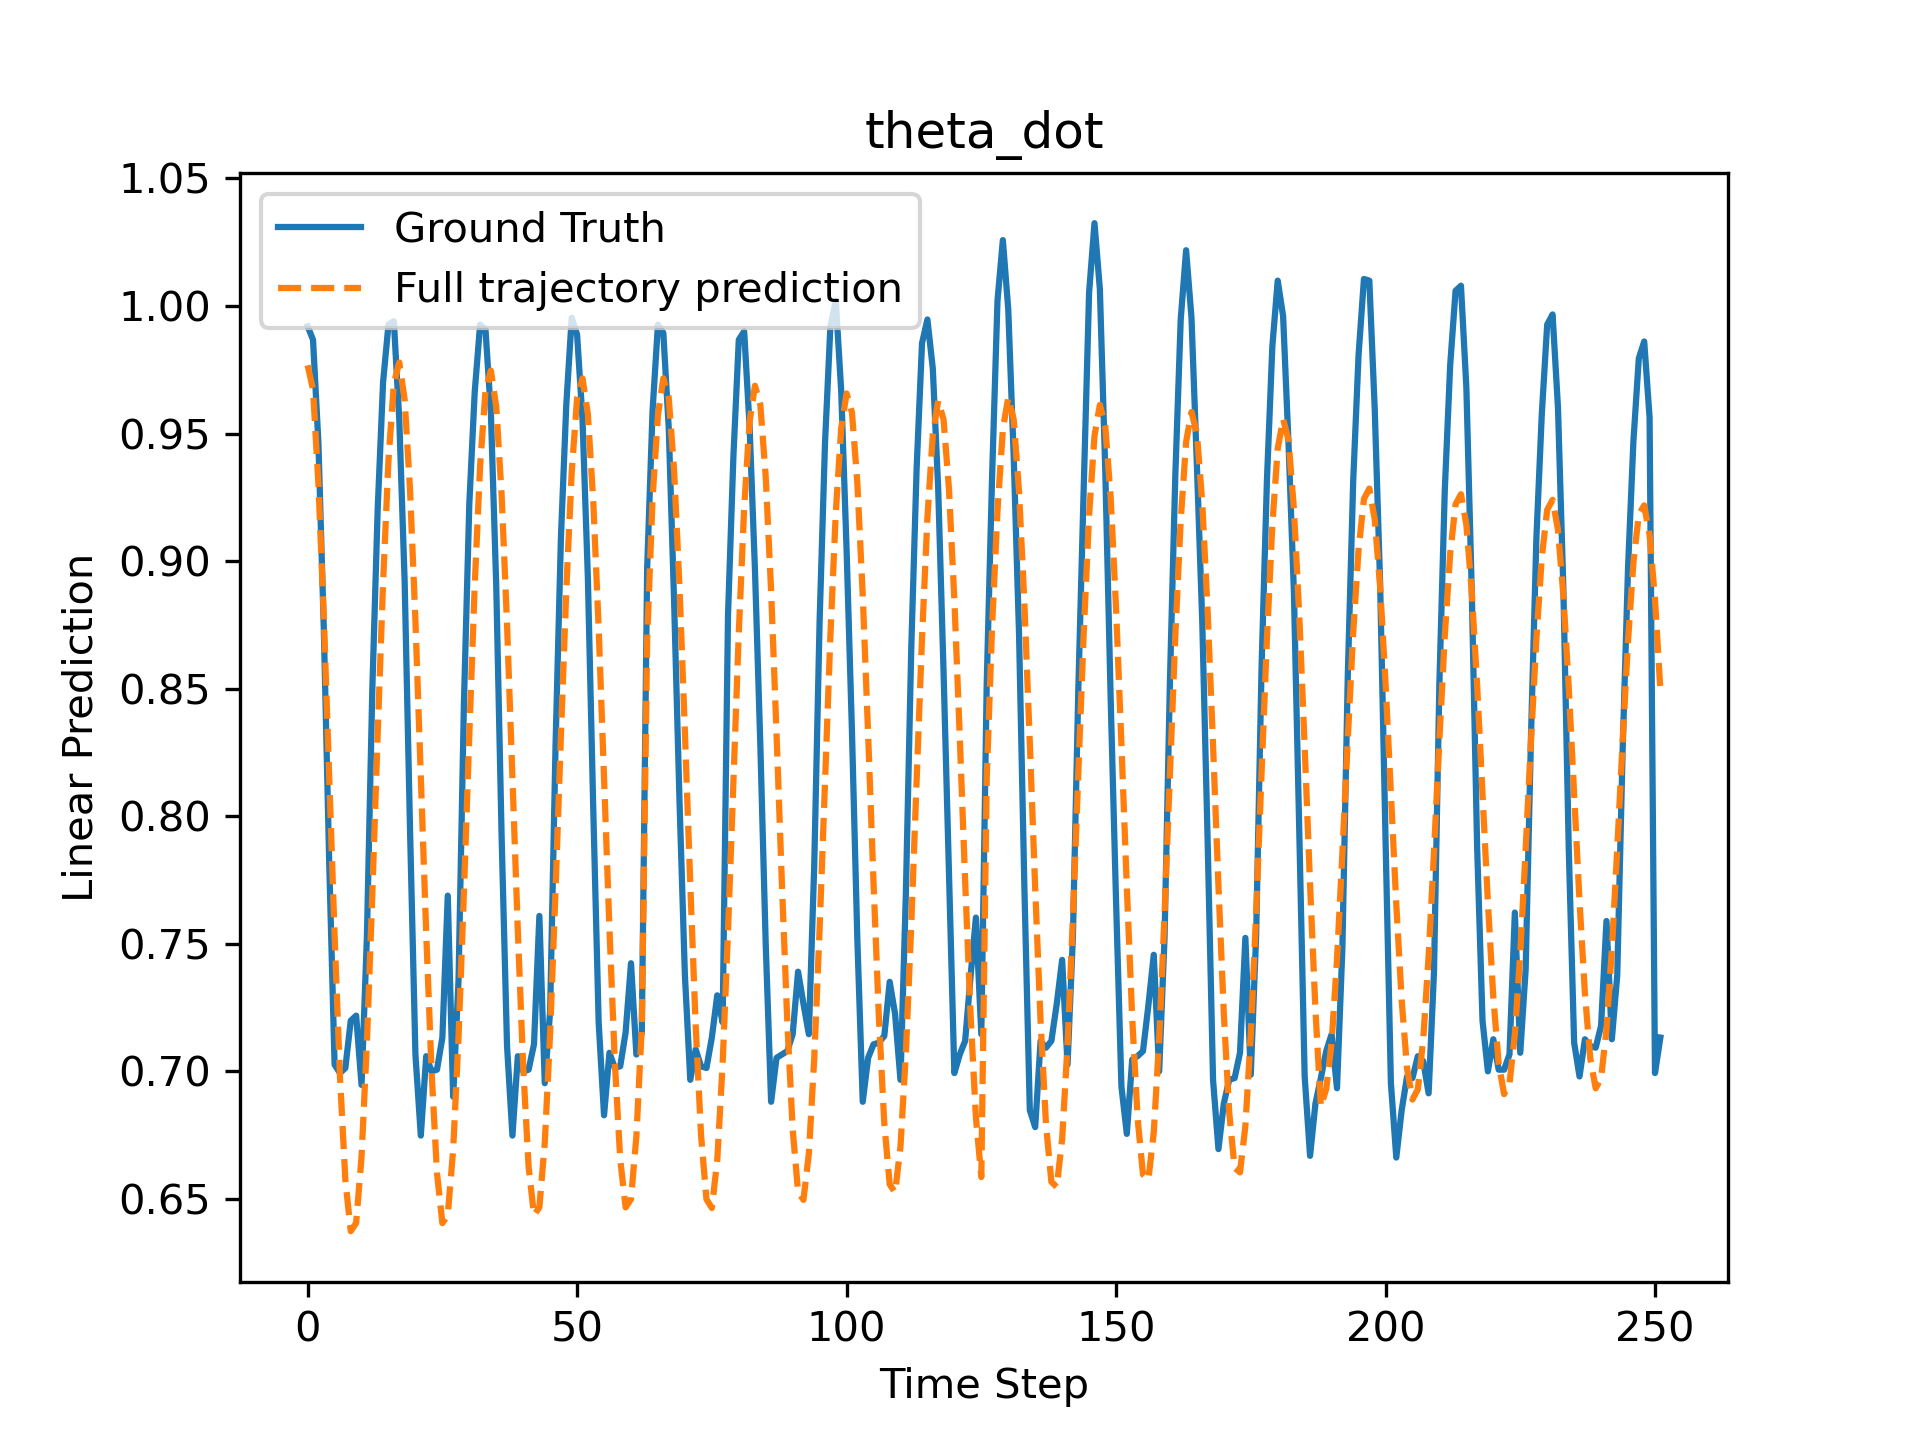 theta_dot
Ground Truth
Full trajectory prediction
Linear Prediction
1.05
1.00
0.95
0.90
0.85
0.80
0.75
0.70
0.65
0 50 100 150 200 250
Time Step